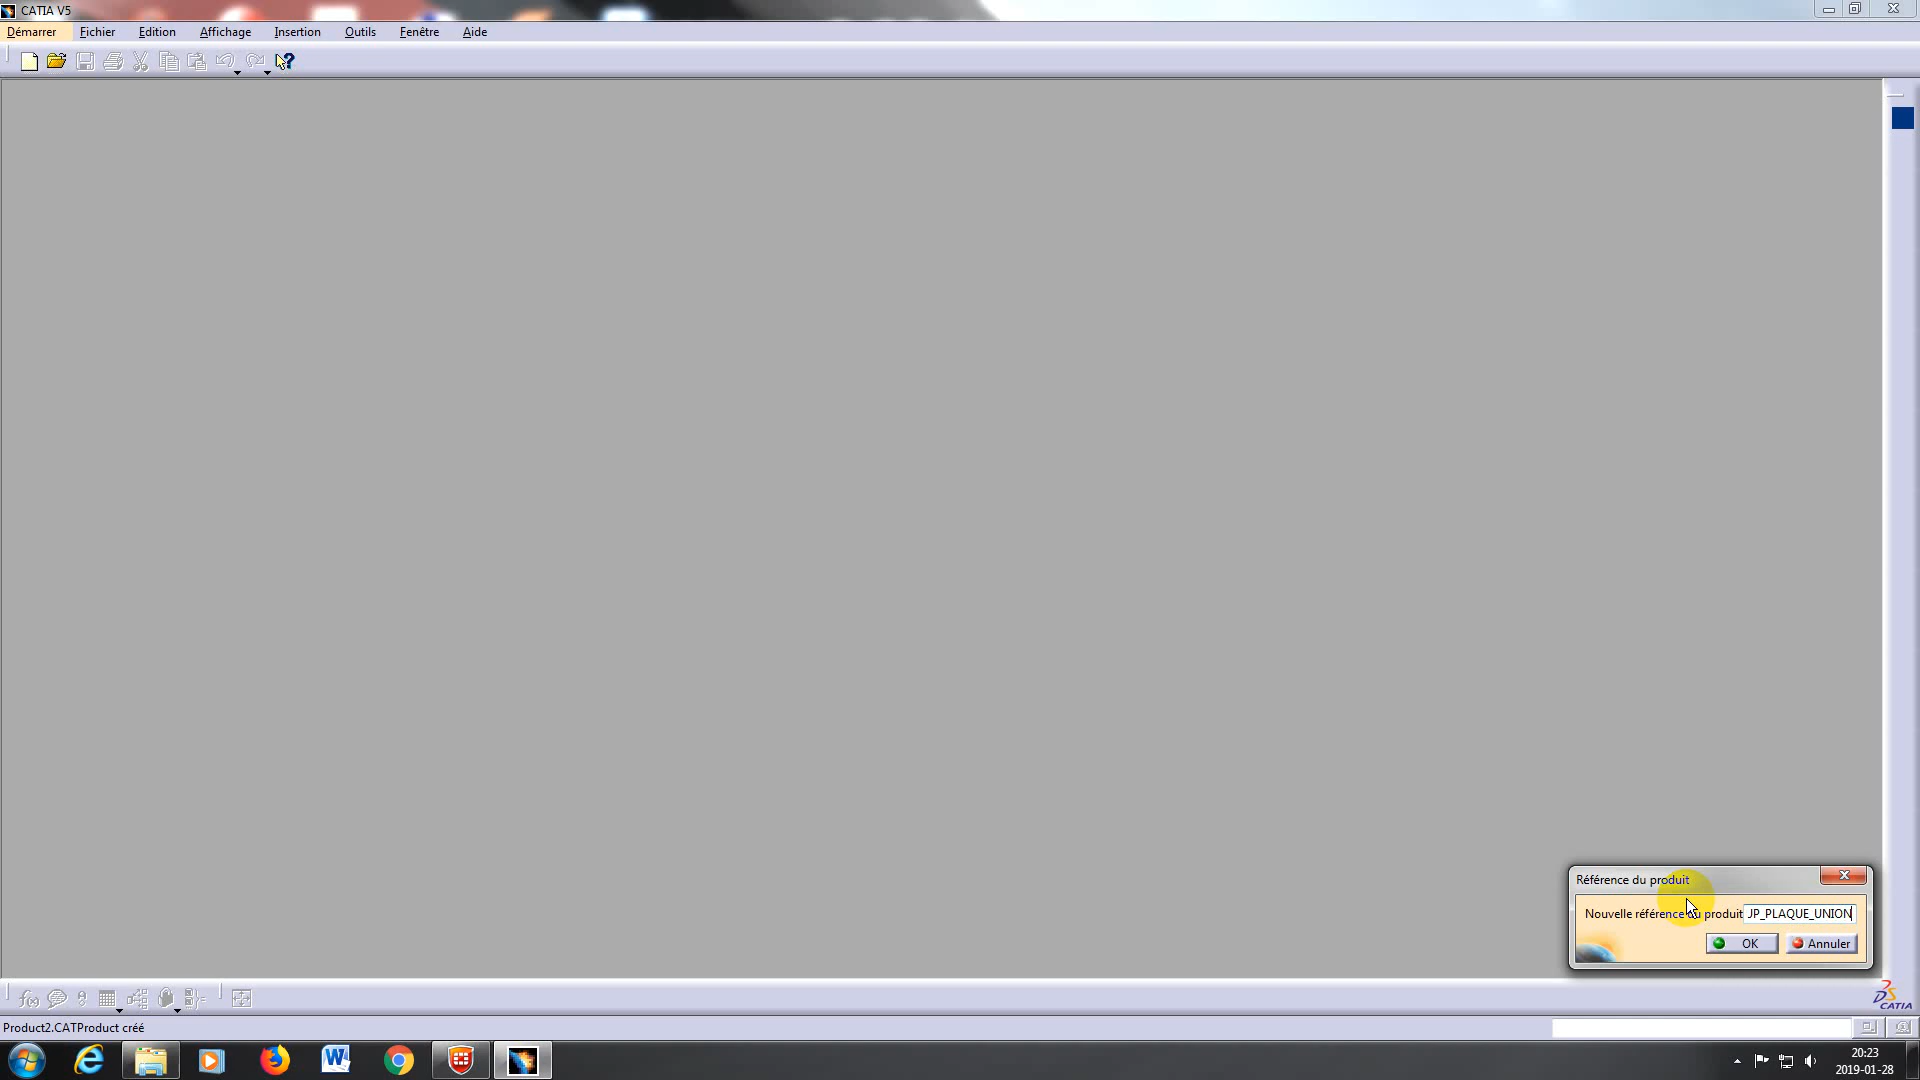 CATIA V5
Démarrer Fichier Edition Affichage Insertion Outils Fenêtre Aide
Référence du produit
Nouvelle référence du produit JP_PLAQUE_UNION
OK Annuler
CATIA
Product2.CATProduct créé
20:23
2019-01-28